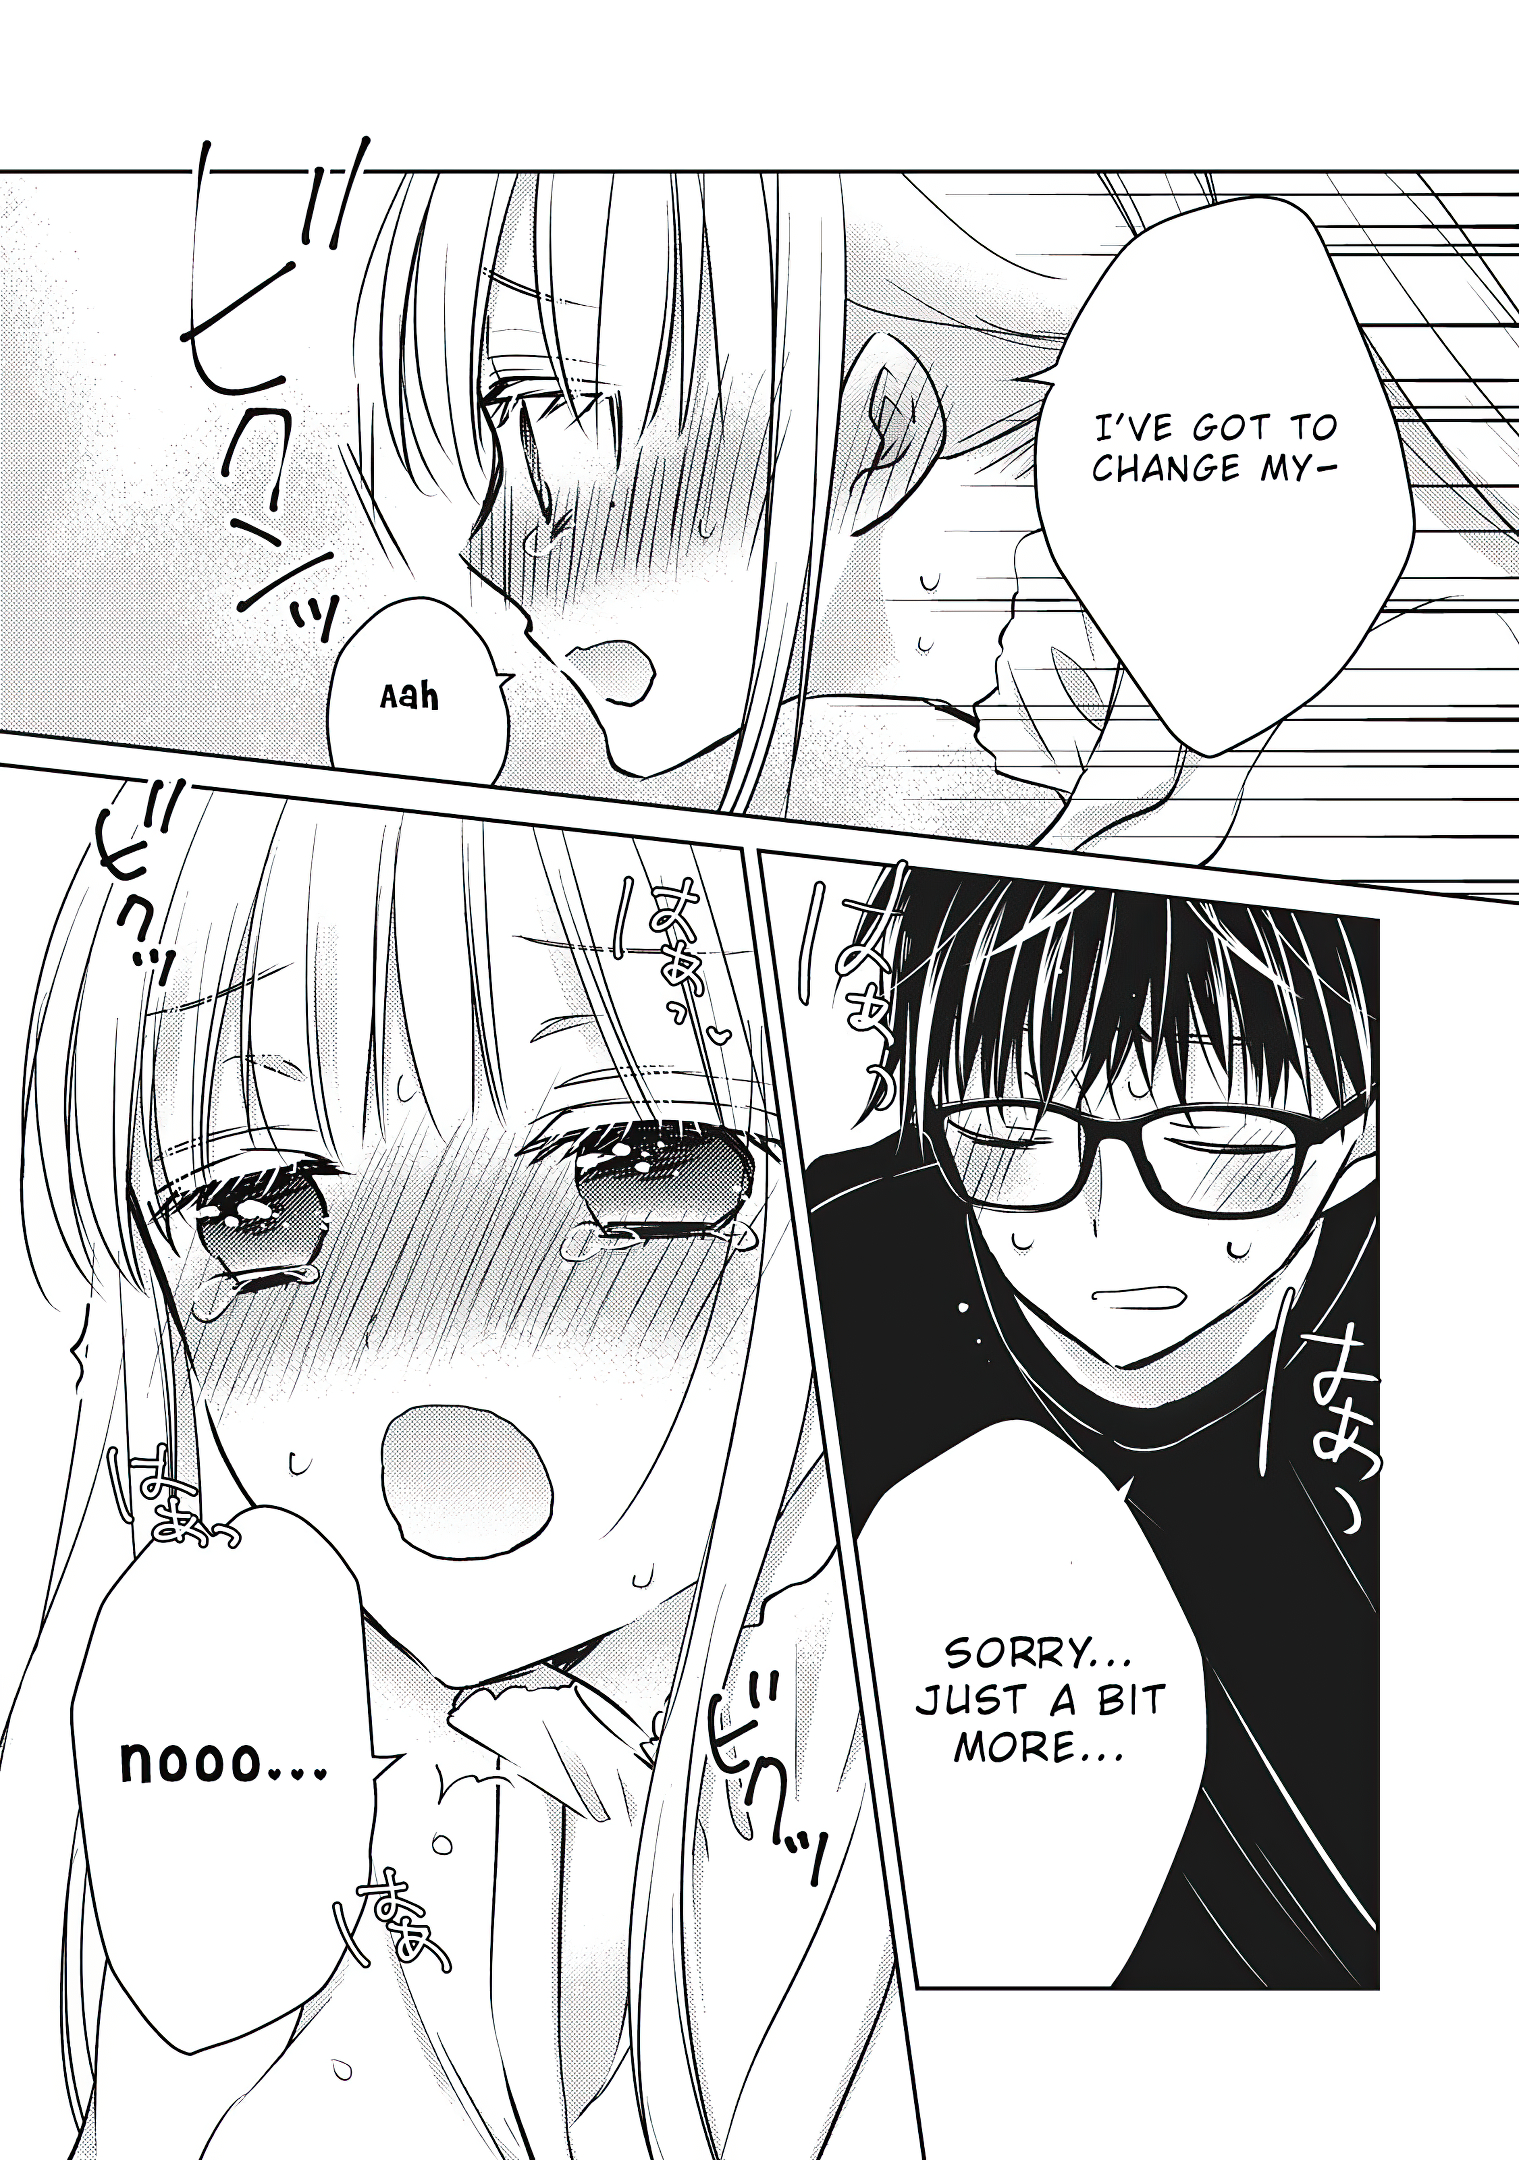 I'VE GOT TO
CHANGE MY-
ビクンッ
Aah
はぁっ
はぁっ
SORRY...
JUST A BIT
MORE...
はぁっ♡
ビクッ
はぁっ
nooo...
ビクッ
はぁ